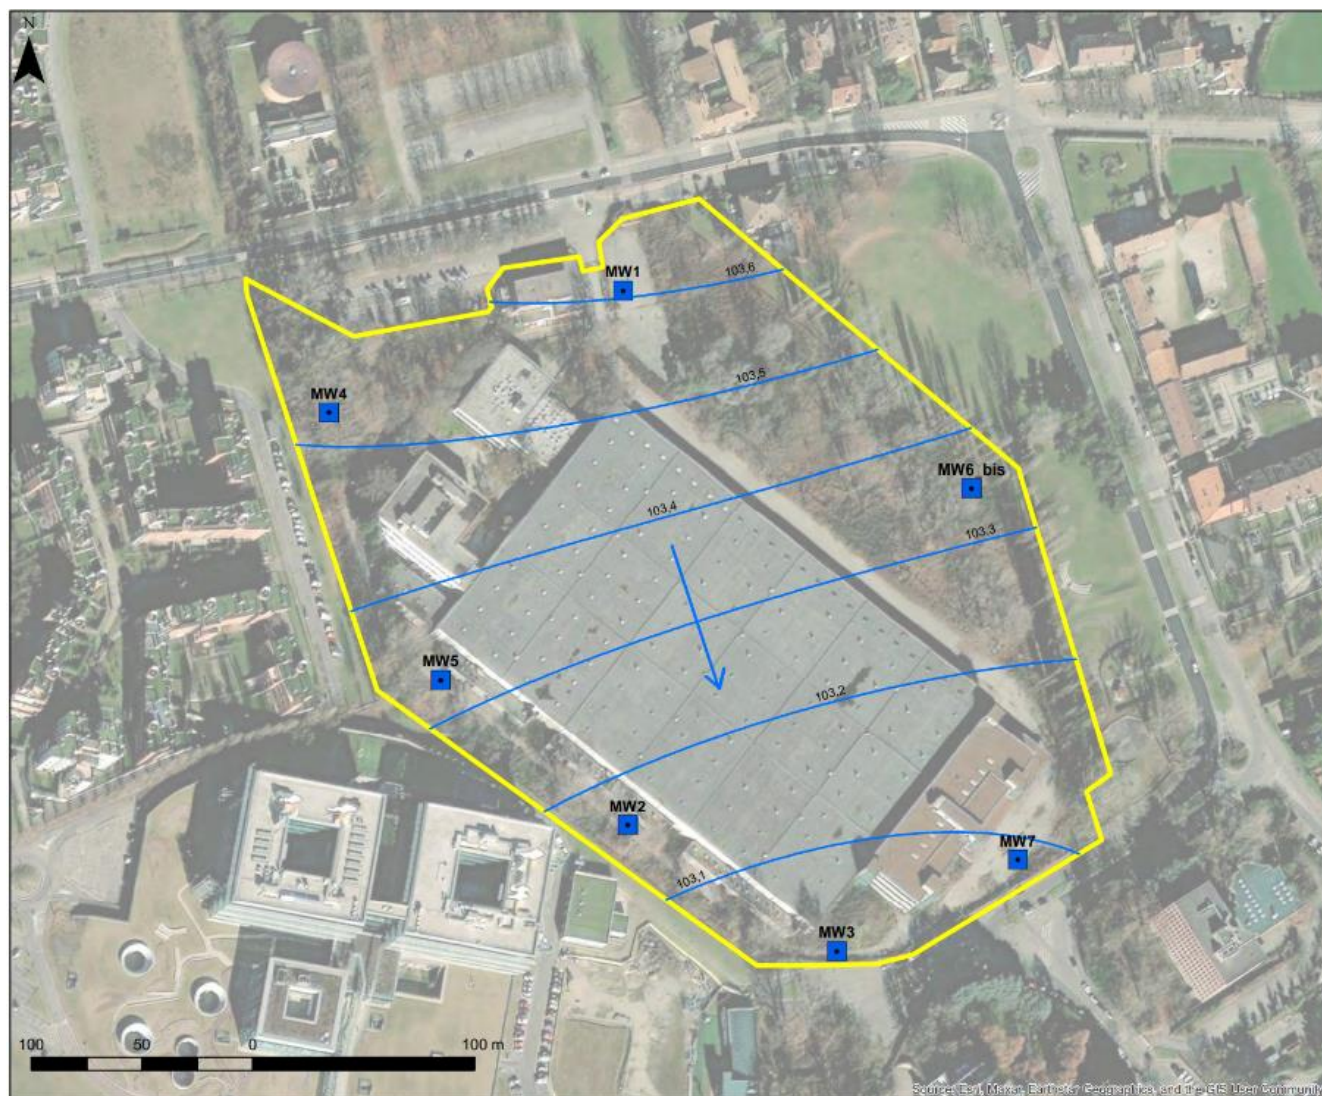 N
MW1
103,6
MW4
103,5
MW6_bis
103,4
103,3
MW5
103,2
MW2
MW7
103,1
MW3
100 50 0 100 m
Source: Esri, Maxar, Earthstar Geographics, and the GIS User Community